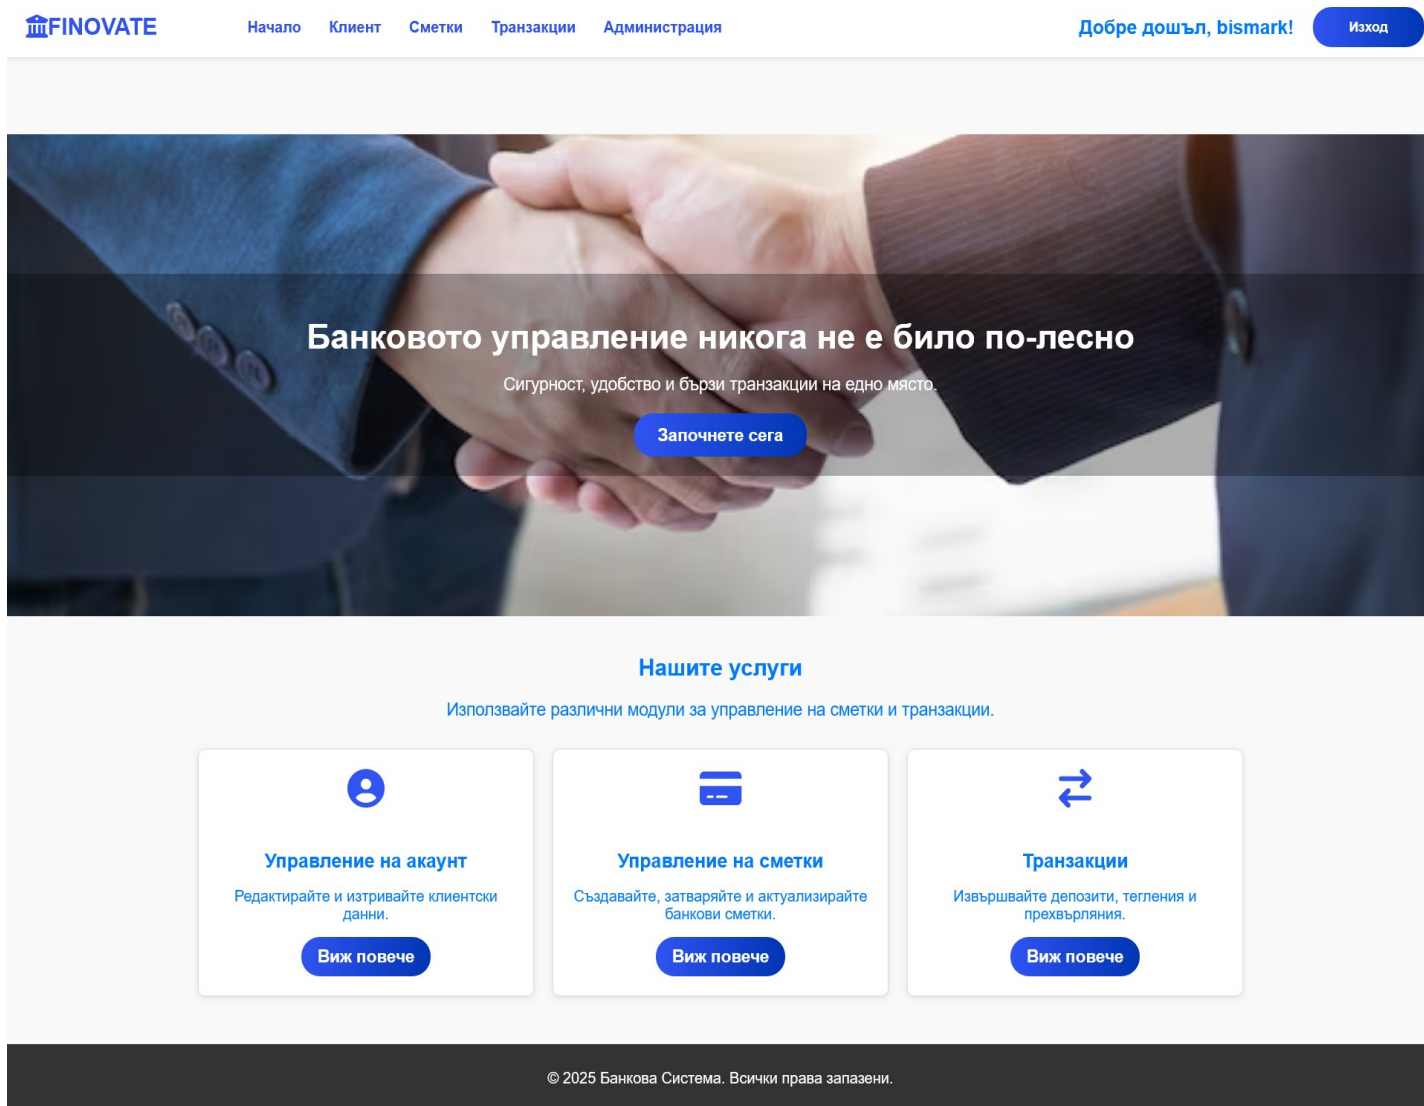 FINOVATE
Начало Клиент Сметки Транзакции Администрация
Добре дошъл, bismark!
Изход
Банковото управление никога не е било по-лесно
Сигурност, удобство и бързи транзакции на едно място.
Започнете сега
Нашите услуги
Използвайте различни модули за управление на сметки и транзакции.
Управление на акаунт
Редактирайте и изтривайте клиентски
данни.
Виж повече
Управление на сметки
Създавайте, затваряйте и актуализирайте
банкови сметки.
Виж повече
Транзакции
Извършвайте депозити, тегления и
прехвърляния.
Виж повече
© 2025 Банкова Система. Всички права запазени.